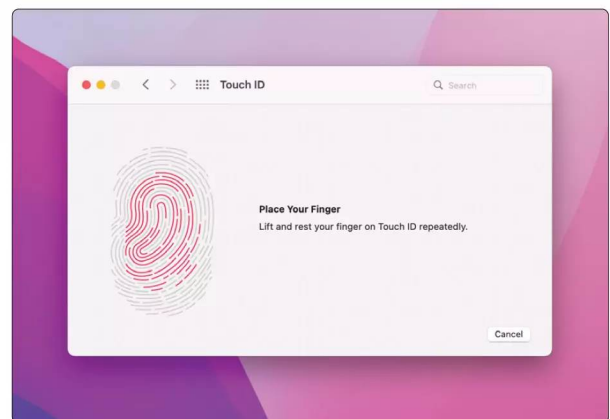 Touch ID
Search
Place Your Finger
Lift and rest your finger on Touch ID repeatedly.
Cancel